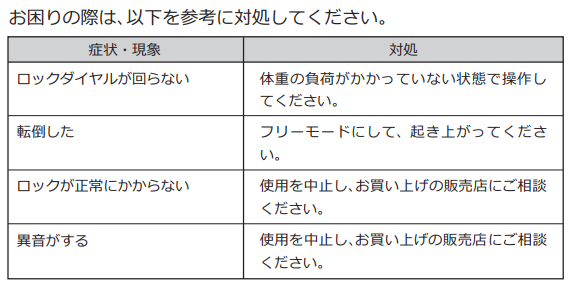 お困りの際は､以下を参考に対処してください。
症状・現象
対処
ロックダイヤルが回らない
体重の負荷がかかっていない状態で操作し
てください。
転倒した
フリーモードにして、起き上がってくださ
い。
ロックが正常にかからない
使用を中止し､お買い上げの販売店にご相談
ください。
異音がする
使用を中止し､お買い上げの販売店にご相談
ください。